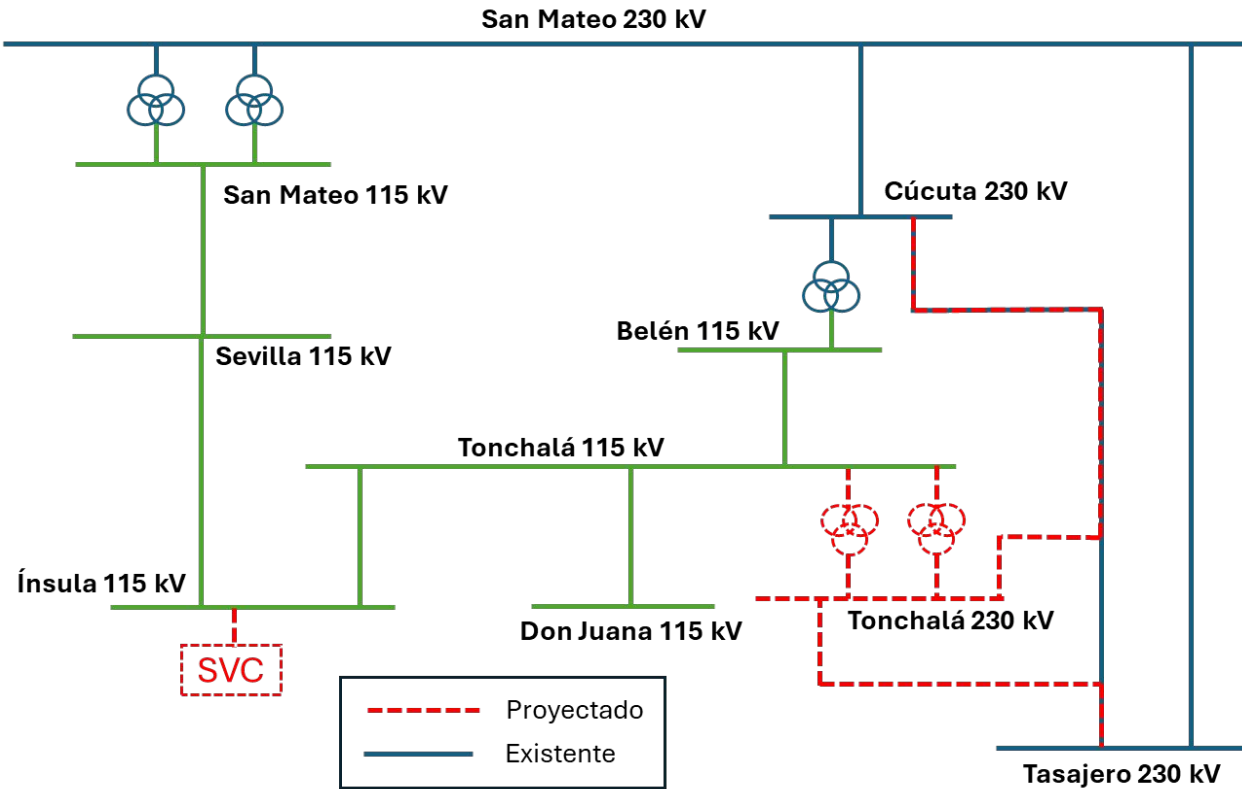 San Mateo 230 kV
San Mateo 115 kV
Cúcuta 230 kV
Belén 115 kV
Sevilla 115 kV
Tonchalá 115 kV
Ínsula 115 kV
Tonchalá 230 kV
Don Juana 115 kV
SVC
Proyectado
Existente
Tasajero 230 kV